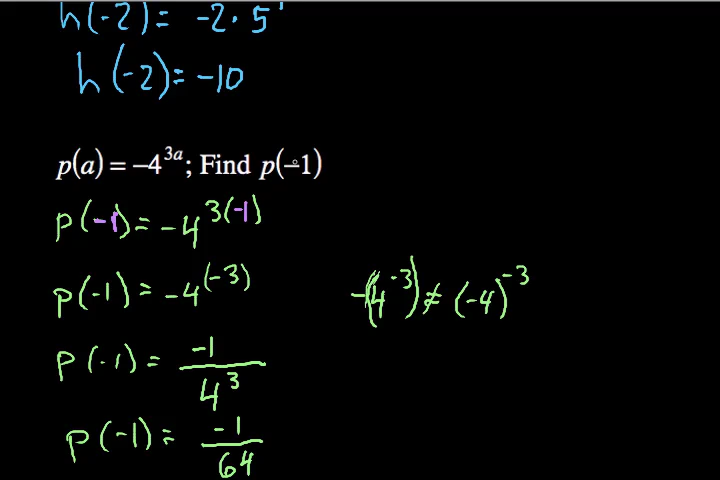 h(-2) = -2·5¹
h(-2) = -10
p(a) = –4^{3a}; Find p(–1)
p(-1) = -4^{3(-1)}
p(-1) = -4^{(-3)} -(4^{-3}) ≠ (-4)^{-3}
p(-1) = -1/4^3
p(-1) = -1/64